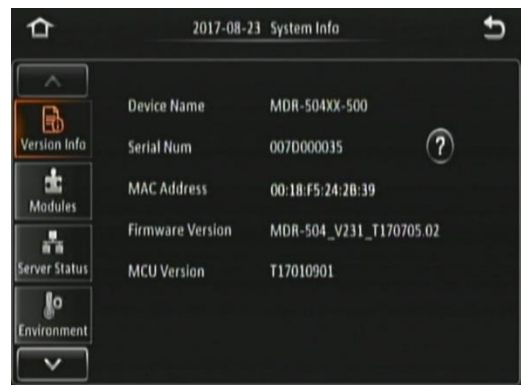 2017-08-23 System Info
Version Info
Modules
Server Status
Environment
Device Name MDR-504XX-500
Serial Num 007D000035
?
MAC Address 00:18:F5:24:2B:39
Firmware Version MDR-504_V231_T170705.02
MCU Version T17010901